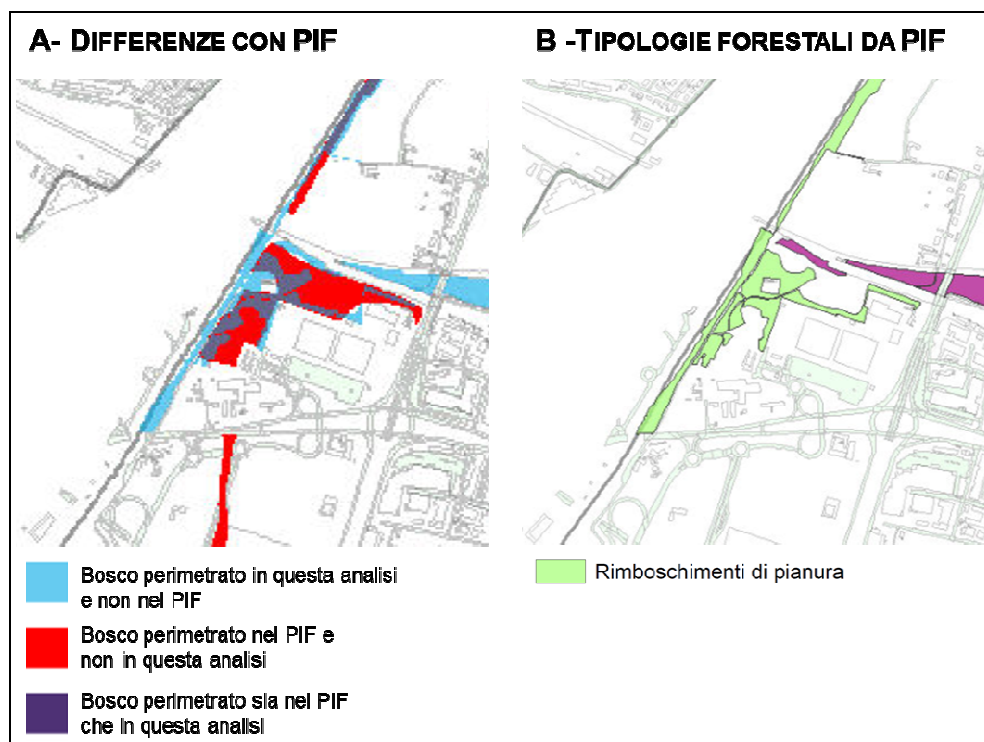 A- DIFFERENZE CON PIF
B -TIPOLOGIE FORESTALI DA PIF
Bosco perimetrato in questa analisi
e non nel PIF
Bosco perimetrato nel PIF e
non in questa analisi
Bosco perimetrato sia nel PIF
che in questa analisi
Rimboschimenti di pianura